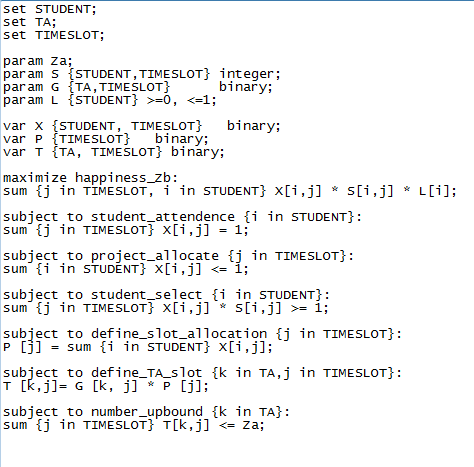 set STUDENT;
set TA;
set TIMESLOT;
param Za;
param S {STUDENT,TIMESLOT} integer;
param G {TA,TIMESLOT} binary;
param L {STUDENT} >=0, <=1;
var X {STUDENT, TIMESLOT} binary;
var P {TIMESLOT} binary;
var T {TA, TIMESLOT} binary;
maximize happiness_Zb:
sum {j in TIMESLOT, i in STUDENT} X[i,j] * S[i,j] * L[i];
subject to student_attendence {i in STUDENT}:
sum {j in TIMESLOT} X[i,j] = 1;
subject to project_allocate {j in TIMESLOT}:
sum {i in STUDENT} X[i,j] <= 1;
subject to student_select {i in STUDENT}:
sum {j in TIMESLOT} X[i,j] * S[i,j] >= 1;
subject to define_slot_allocation {j in TIMESLOT}:
P [j] = sum {i in STUDENT} X[i,j];
subject to define_TA_slot {k in TA,j in TIMESLOT}:
T [k,j]= G [k, j] * P [j];
subject to number_upbound {k in TA}:
sum {j in TIMESLOT} T[k,j] <= Za;